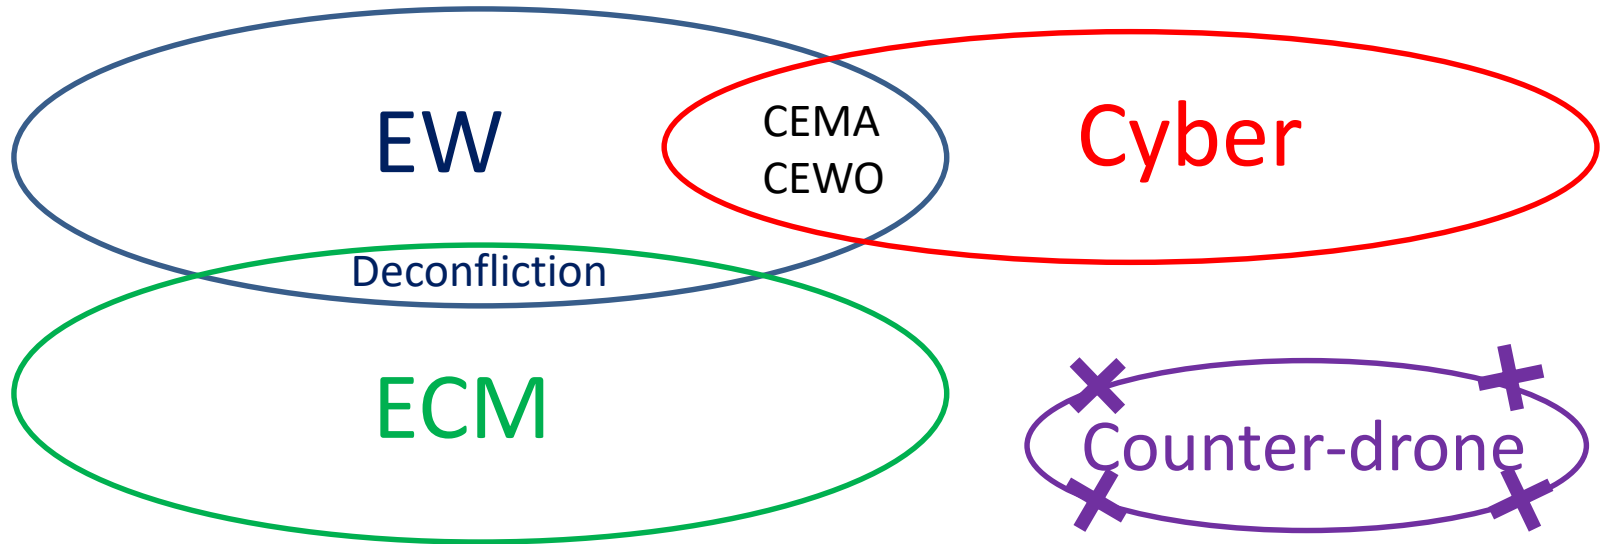 EW
CEMA
CEWO
Cyber
Deconfliction
ECM
Counter-drone